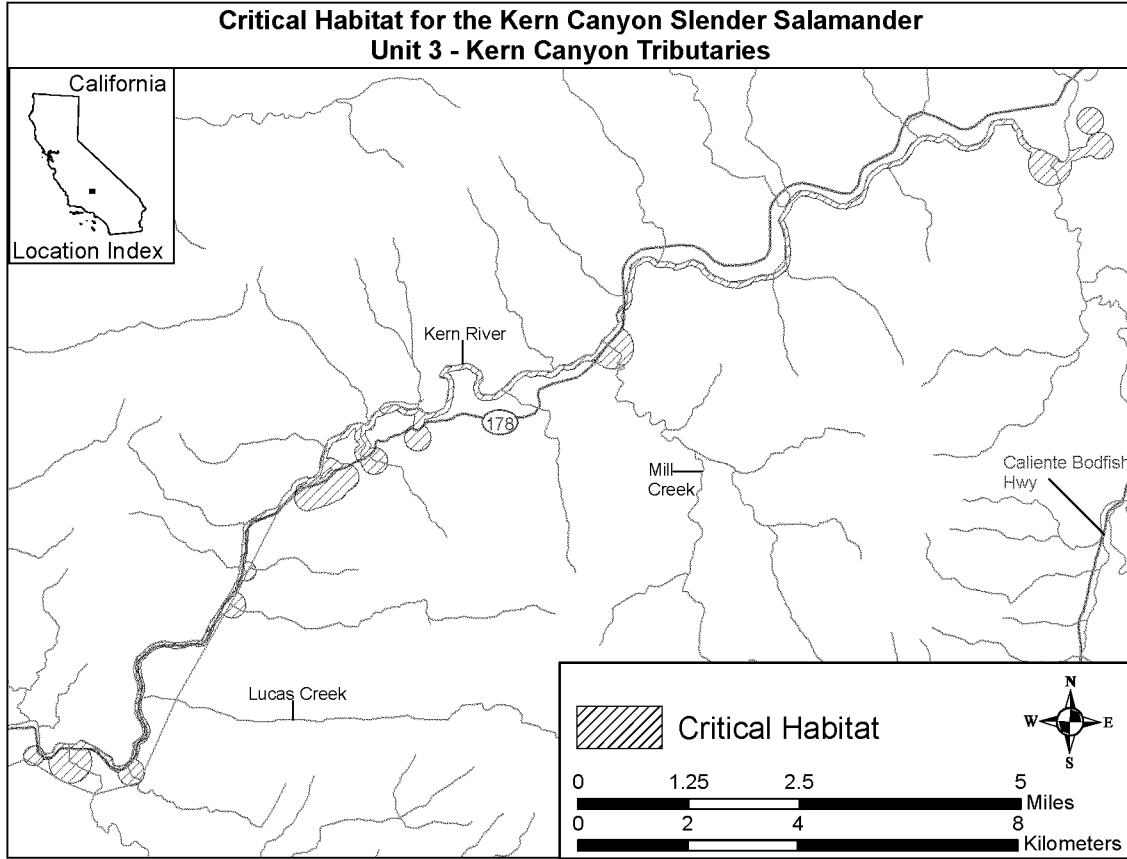 Critical Habitat for the Kern Canyon Slender Salamander
Unit 3 - Kern Canyon Tributaries
California
Location Index
Kern River
178
Mill
Creek
Caliente Bodfish
Hwy
Lucas Creek
Critical Habitat
N
W
E
S
0 1.25 2.5 5
Miles
0 2 4 8
Kilometers